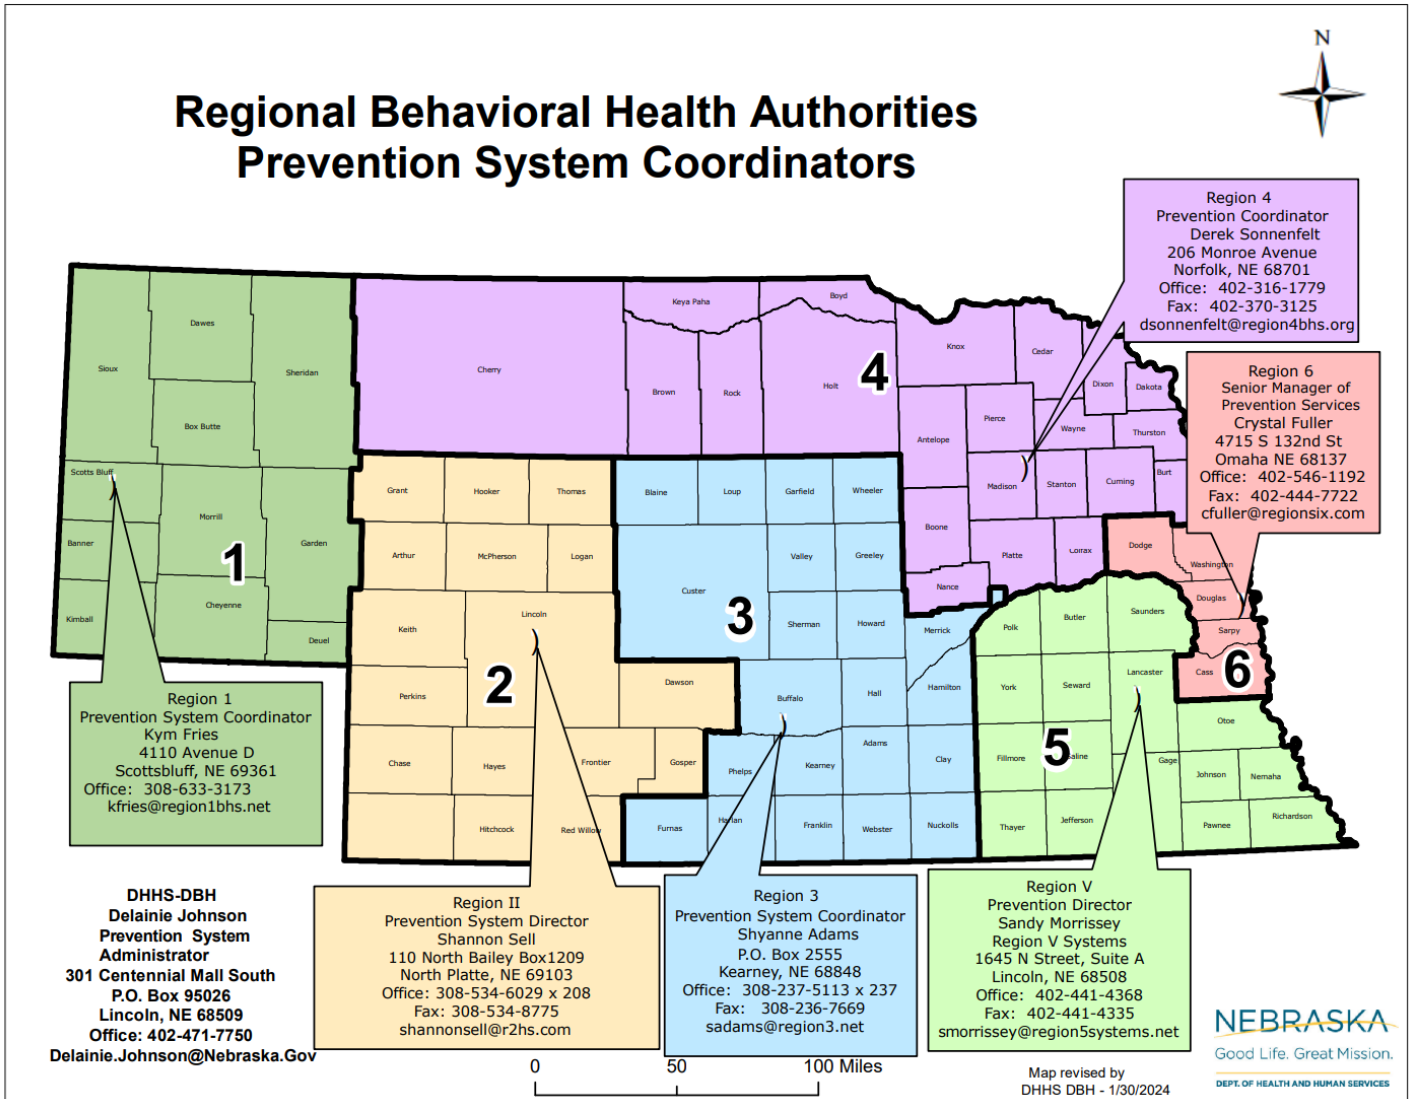 N
Regional Behavioral Health Authorities
Prevention System Coordinators
Region 4
Prevention Coordinator
Derek Sonnenfelt
206 Monroe Avenue
Norfolk, NE 68701
Office: 402-316-1779
Fax: 402-370-3125
dsonnenfelt@region4bhs.org
Region 6
Senior Manager of
Prevention Services
Crystal Fuller
4715 S 132nd St
Omaha NE 68137
Office: 402-546-1192
Fax: 402-444-7722
cfuller@regionsix.com
Sioux
Dawes
Sheridan
Box Butte
Scotts Bluff
Morrill
Garden
Banner
Kimball
Cheyenne
Deuel
1
Cherry
Keya Paha
Boyd
Brown
Rock
Holt
4
Knox
Cedar
Dixon
Dakota
Antelope
Pierce
Wayne
Thurston
Madison
Stanton
Cuming
Burt
Boone
Platte
Colfax
Nance
Grant
Hooker
Thomas
Arthur
McPherson
Logan
Keith
Lincoln
Perkins
2
Dawson
Chase
Hayes
Frontier
Gosper
Hitchcock
Red Willow
Blaine
Loup
Garfield
Wheeler
Custer
Valley
Greeley
3
Sherman
Howard
Merrick
Buffalo
Hall
Hamilton
Phelps
Kearney
Adams
Clay
Furnas
Harlan
Franklin
Webster
Nuckolls
Polk
Butler
Saunders
York
Seward
Lancaster
Fillmore
5
aline
Gage
Otoe
Johnson
Nemaha
Thayer
Jefferson
Pawnee
Richardson
Dodge
Washington
Douglas
Sarpy
Cass
6
Region 1
Prevention System Coordinator
Kym Fries
4110 Avenue D
Scottsbluff, NE 69361
Office: 308-633-3173
kfries@region1bhs.net
DHHS-DBH
Delainie Johnson
Prevention System
Administrator
301 Centennial Mall South
P.O. Box 95026
Lincoln, NE 68509
Office: 402-471-7750
Delainie.Johnson@Nebraska.Gov
Region II
Prevention System Director
Shannon Sell
110 North Bailey Box1209
North Platte, NE 69103
Office: 308-534-6029 x 208
Fax: 308-534-8775
shannonsell@r2hs.com
Region 3
Prevention System Coordinator
Shyanne Adams
P.O. Box 2555
Kearney, NE 68848
Office: 308-237-5113 x 237
Fax: 308-236-7669
sadams@region3.net
Region V
Prevention Director
Sandy Morrissey
Region V Systems
1645 N Street, Suite A
Lincoln, NE 68508
Office: 402-441-4368
Fax: 402-441-4335
smorrissey@region5systems.net
0 50 100 Miles
Map revised by
DHHS DBH - 1/30/2024
NEBRASKA
Good Life. Great Mission.
DEPT. OF HEALTH AND HUMAN SERVICES